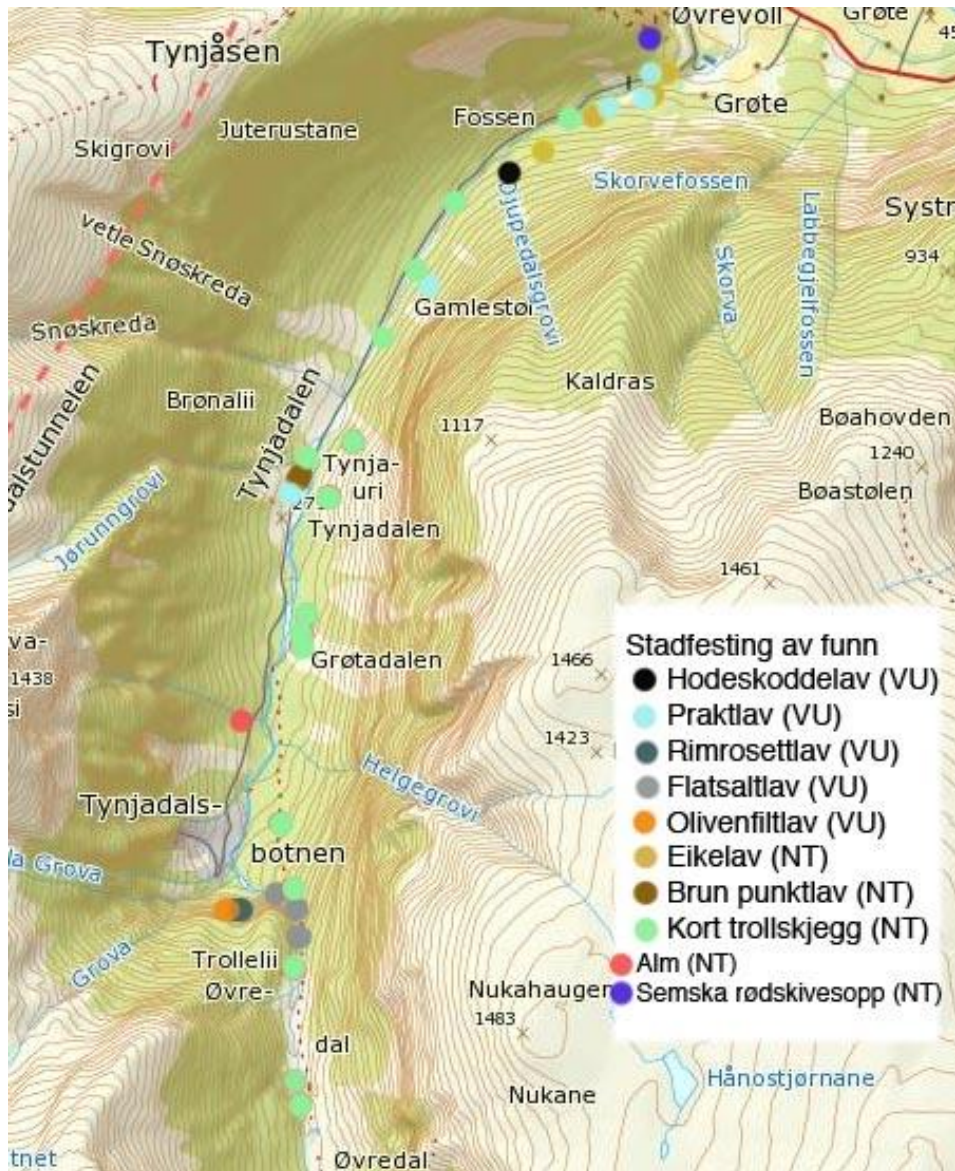 Øvrevoll
Grøte
Tynjåsen
Juterustane
Fossen
Grøte
Skigrovi
Skorvefossen
Djupedalsgrovi
Labbegjelfossen
vetle Snøskreda
Skorva
934
Snøskreda
Kaldras
Brønalii
Tynjadalen
1117
Bøahovden
1240
Tynja-
uri
Bøastølen
Tynjadalen
Jørunngrovi
1461
Grøtadalen
1438
1466
1423
Helgegrovi
Tynjadals-
botnen
Grova
Grova
Trollelii
Øvre-
dal
Nukahaugen
1483
Nukane
Hånostjørnane
Øvredal
Stadfesting av funn
Hodeskoddelav (VU)
Praktlav (VU)
Rimrosettlav (VU)
Flatsaltlav (VU)
Olivenfiltlav (VU)
Eikelav (NT)
Brun punktlav (NT)
Kort trollskjegg (NT)
Alm (NT)
Semska rødskivesopp (NT)